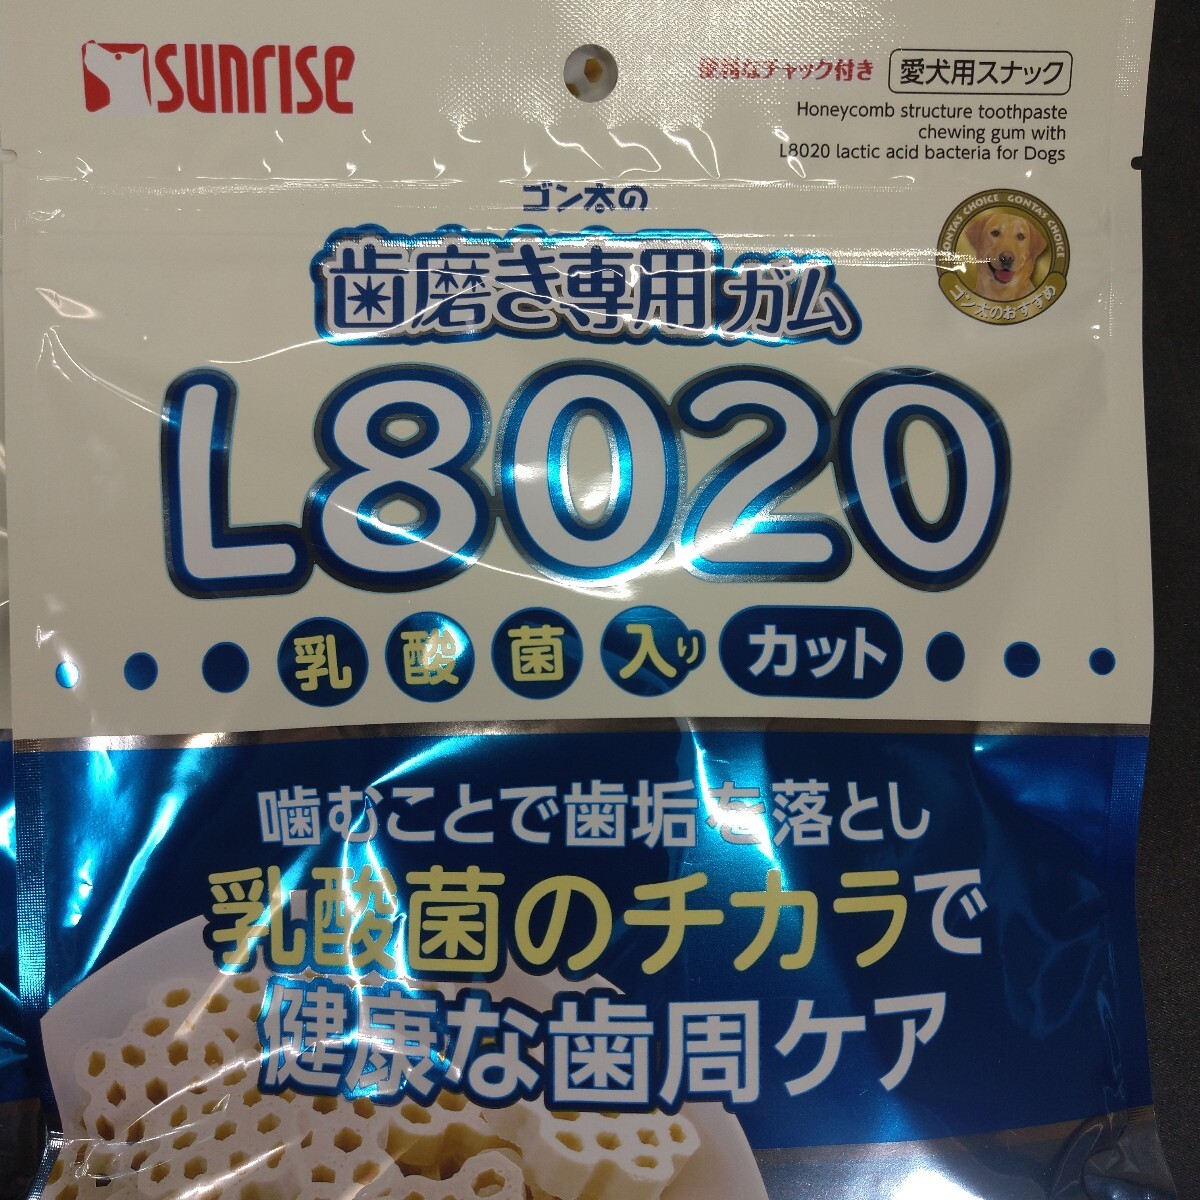 SUNRISE
便利なチャック付き
愛犬用スナック
Honeycomb structure toothpaste
chewing gum with
L8020 lactic acid bacteria for Dogs
GONTAS CHOICE GONTAS CHOICE
ゴン太のおすすめ
ゴン太の
歯磨き専用ガム
L8020
乳酸菌入り カット
噛むことで歯垢を落とし
乳酸菌のチカラで
健康な歯周ケア